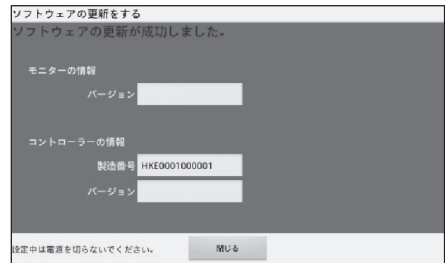 ソフトウェアの更新をする
ソフトウェアの更新が成功しました。
モニターの情報
バージョン
コントローラーの情報
製造番号 HKE0001000001
バージョン
設定中は電源を切らないでください。 閉じる